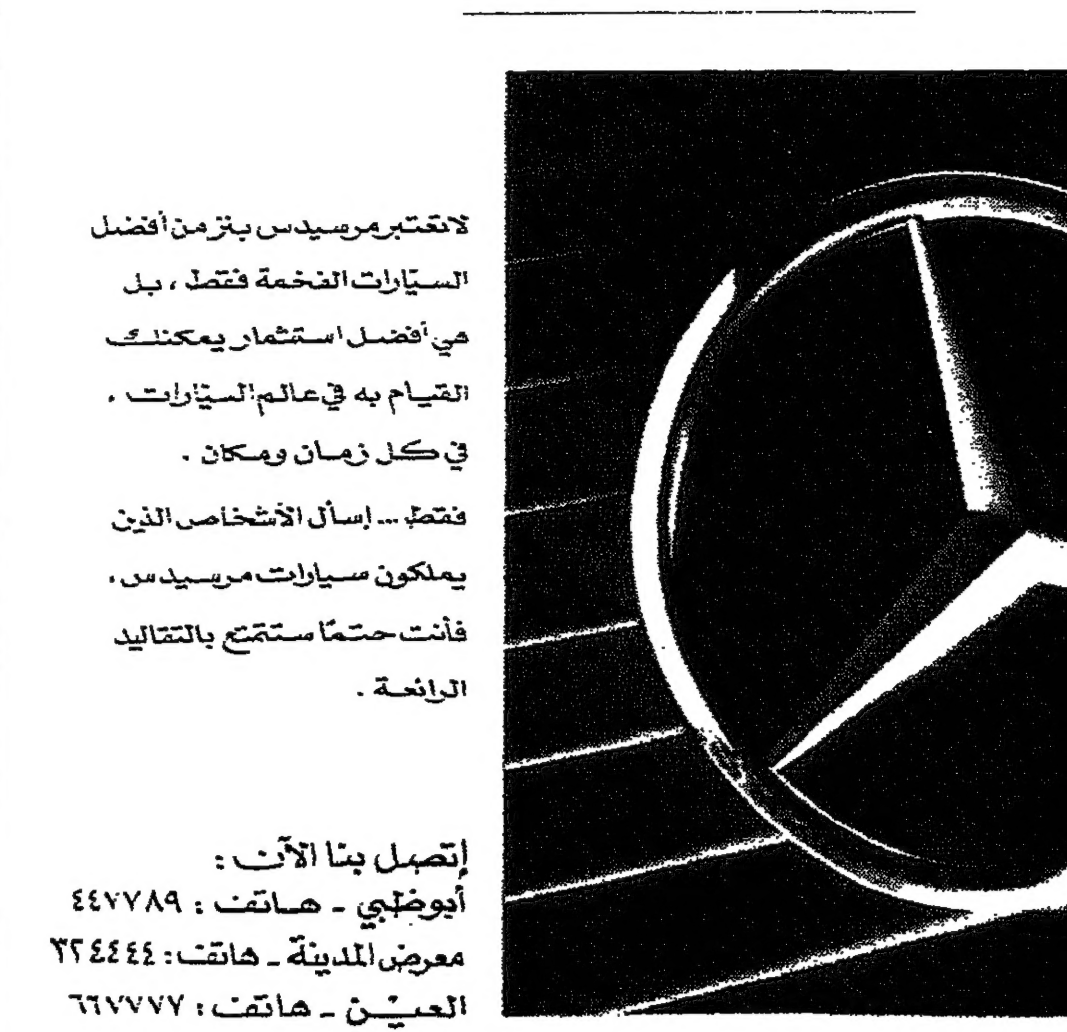 لاتعتبر مرسيدس بنز من أفضل
السيّارات الفخمة فقط ، بل
هي أفضل استثمار يمكنك
القيام به في عالم السيّارات ،
في كل زمان ومكان .
فقط ... إسأل الأشخاص الذين
يملكون سيارات مرسيدس ،
فأنت حتمًا ستتمتع بالتقاليد
الرائعة .
إتصل بنا الآن :
أبوظبي - هاتف : ٤٤٧٧٨٩
معرض المدينة - هاتف : ٣٢٤٤٤٤
العين - هاتف : ٦٦٧٧٧٧